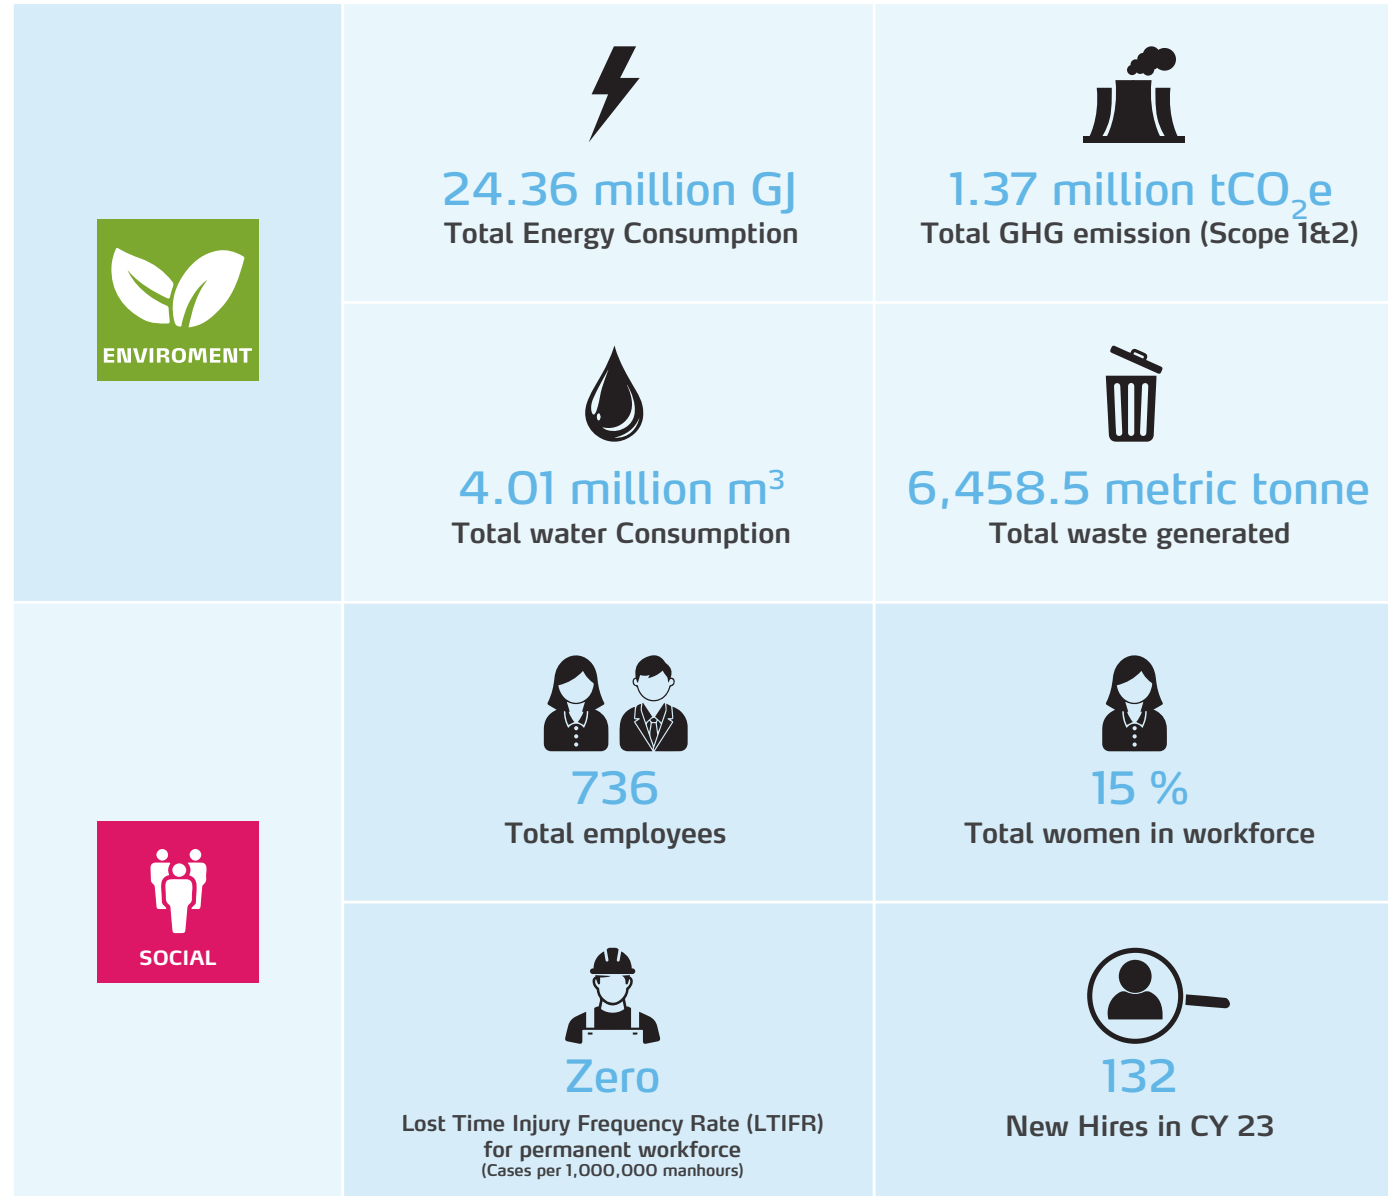 ENVIROMENT
24.36 million GJ
Total Energy Consumption
1.37 million tCO₂e
Total GHG emission (Scope 1&2)
4.01 million m³
Total water Consumption
6,458.5 metric tonne
Total waste generated
SOCIAL
736
Total employees
15 %
Total women in workforce
Zero
Lost Time Injury Frequency Rate (LTIFR)
for permanent workforce
(Cases per 1,000,000 manhours)
132
New Hires in CY 23